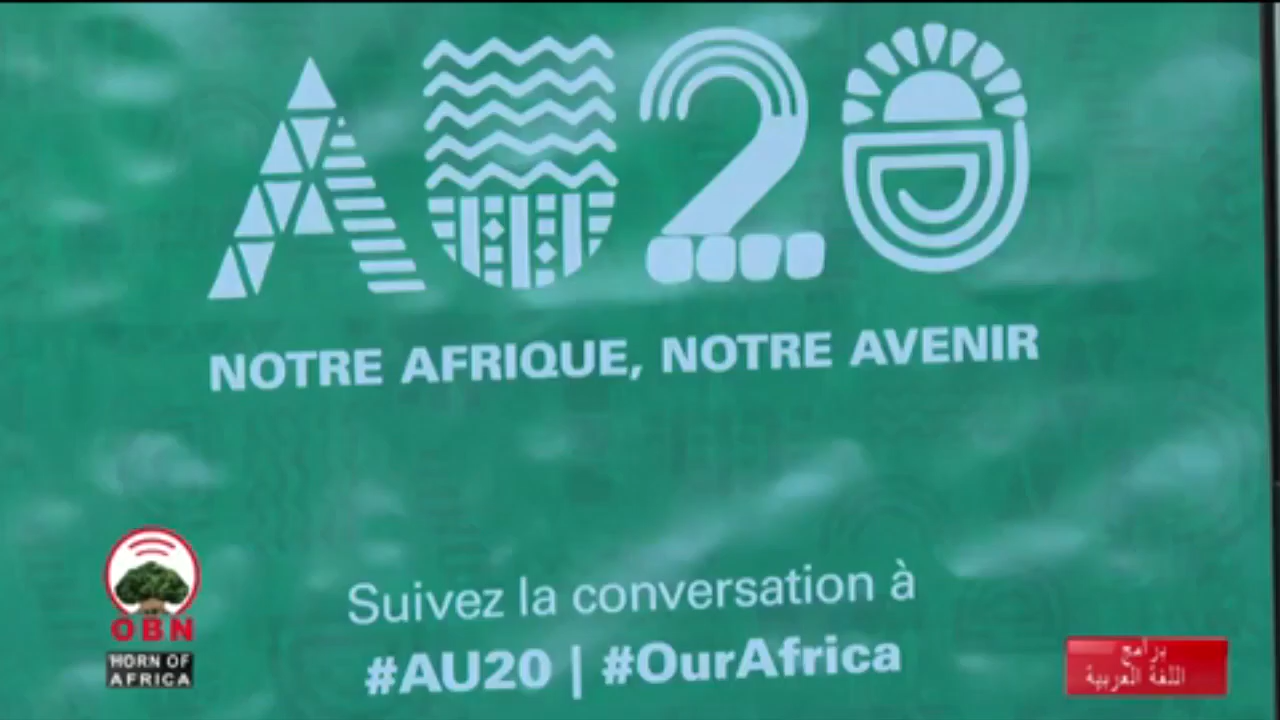 AU20
NOTRE AFRIQUE, NOTRE AVENIR
Suivez la conversation à
#AU20 | #OurAfrica
OBN
HORN OF
AFRICA
برامج
اللغة العربية